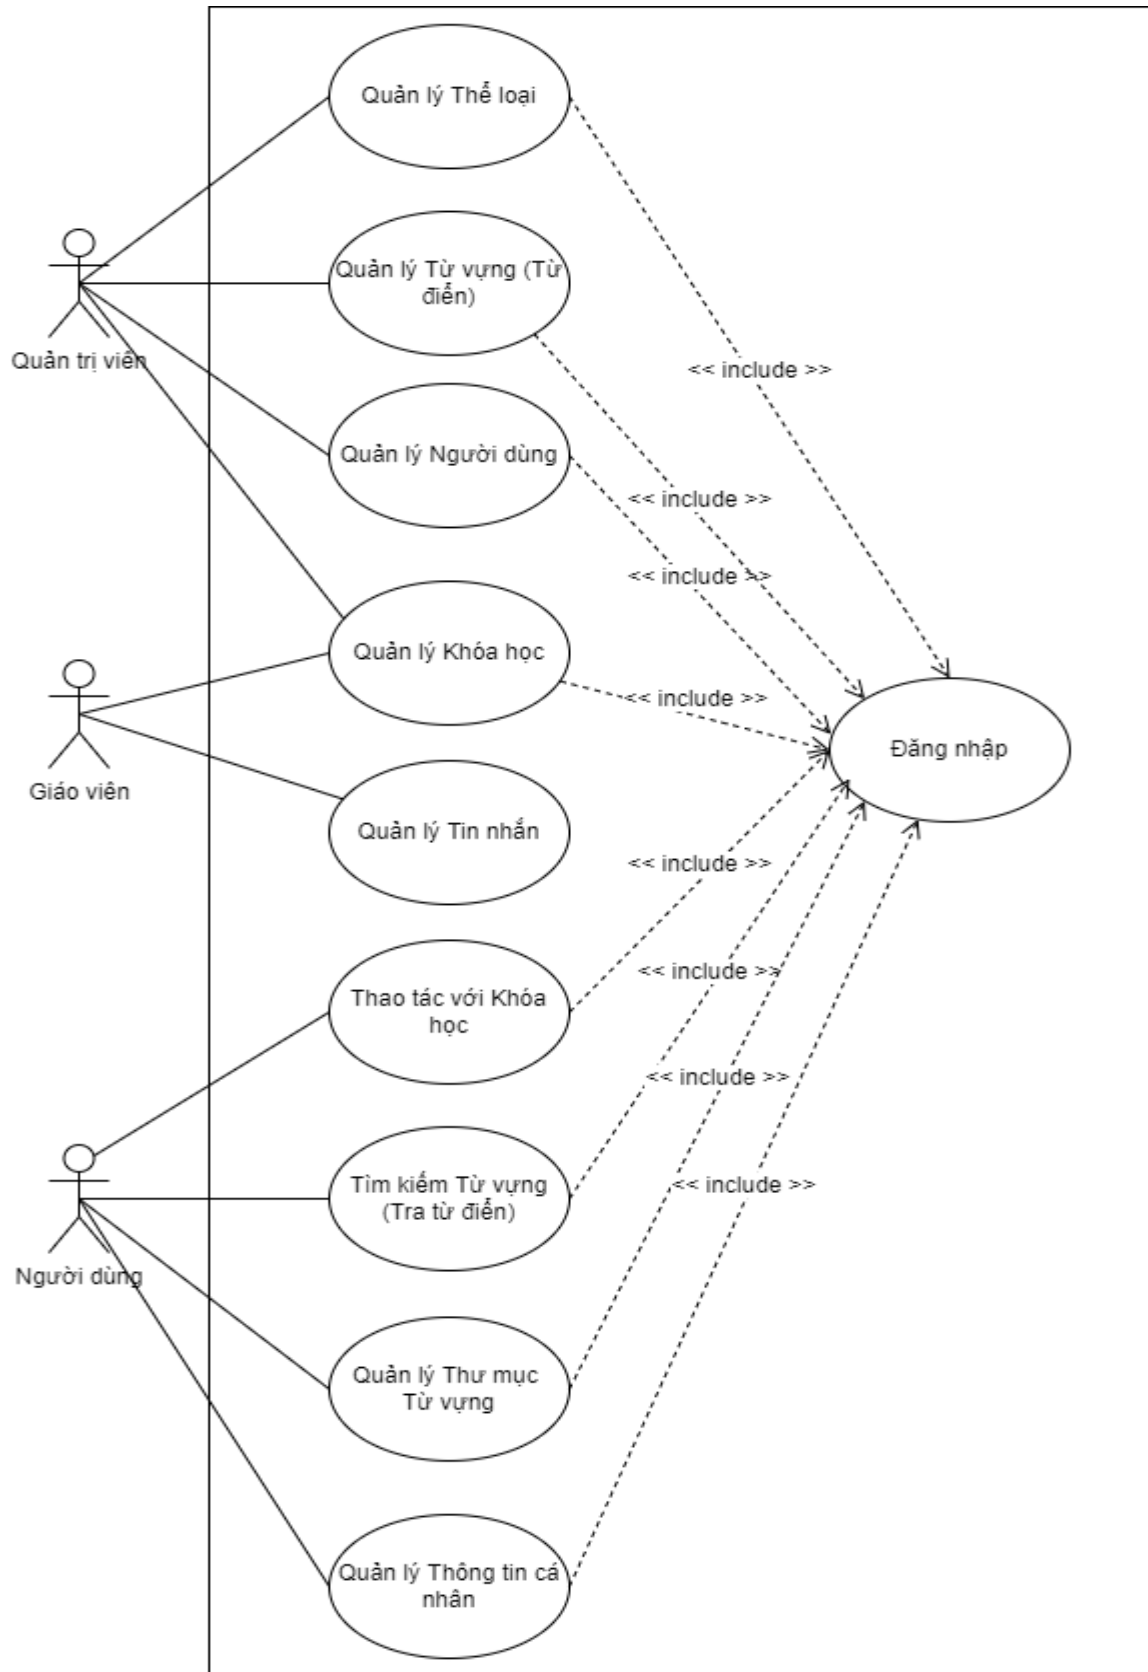 Quản lý Thể loại
Quản lý Từ vựng (Từ
điển)
Quản trị viên
<< include >>
Quản lý Người dùng
<< include >>
<< include >>
Quản lý Khóa học
<< include >>
Đăng nhập
Giáo viên
Quản lý Tin nhắn
<< include >>
Thao tác với Khóa
học
<< include >>
<< include >>
Tìm kiếm Từ vựng
(Tra từ điển)
<< include >>
Người dùng
Quản lý Thư mục
Từ vựng
Quản lý Thông tin cá
nhân